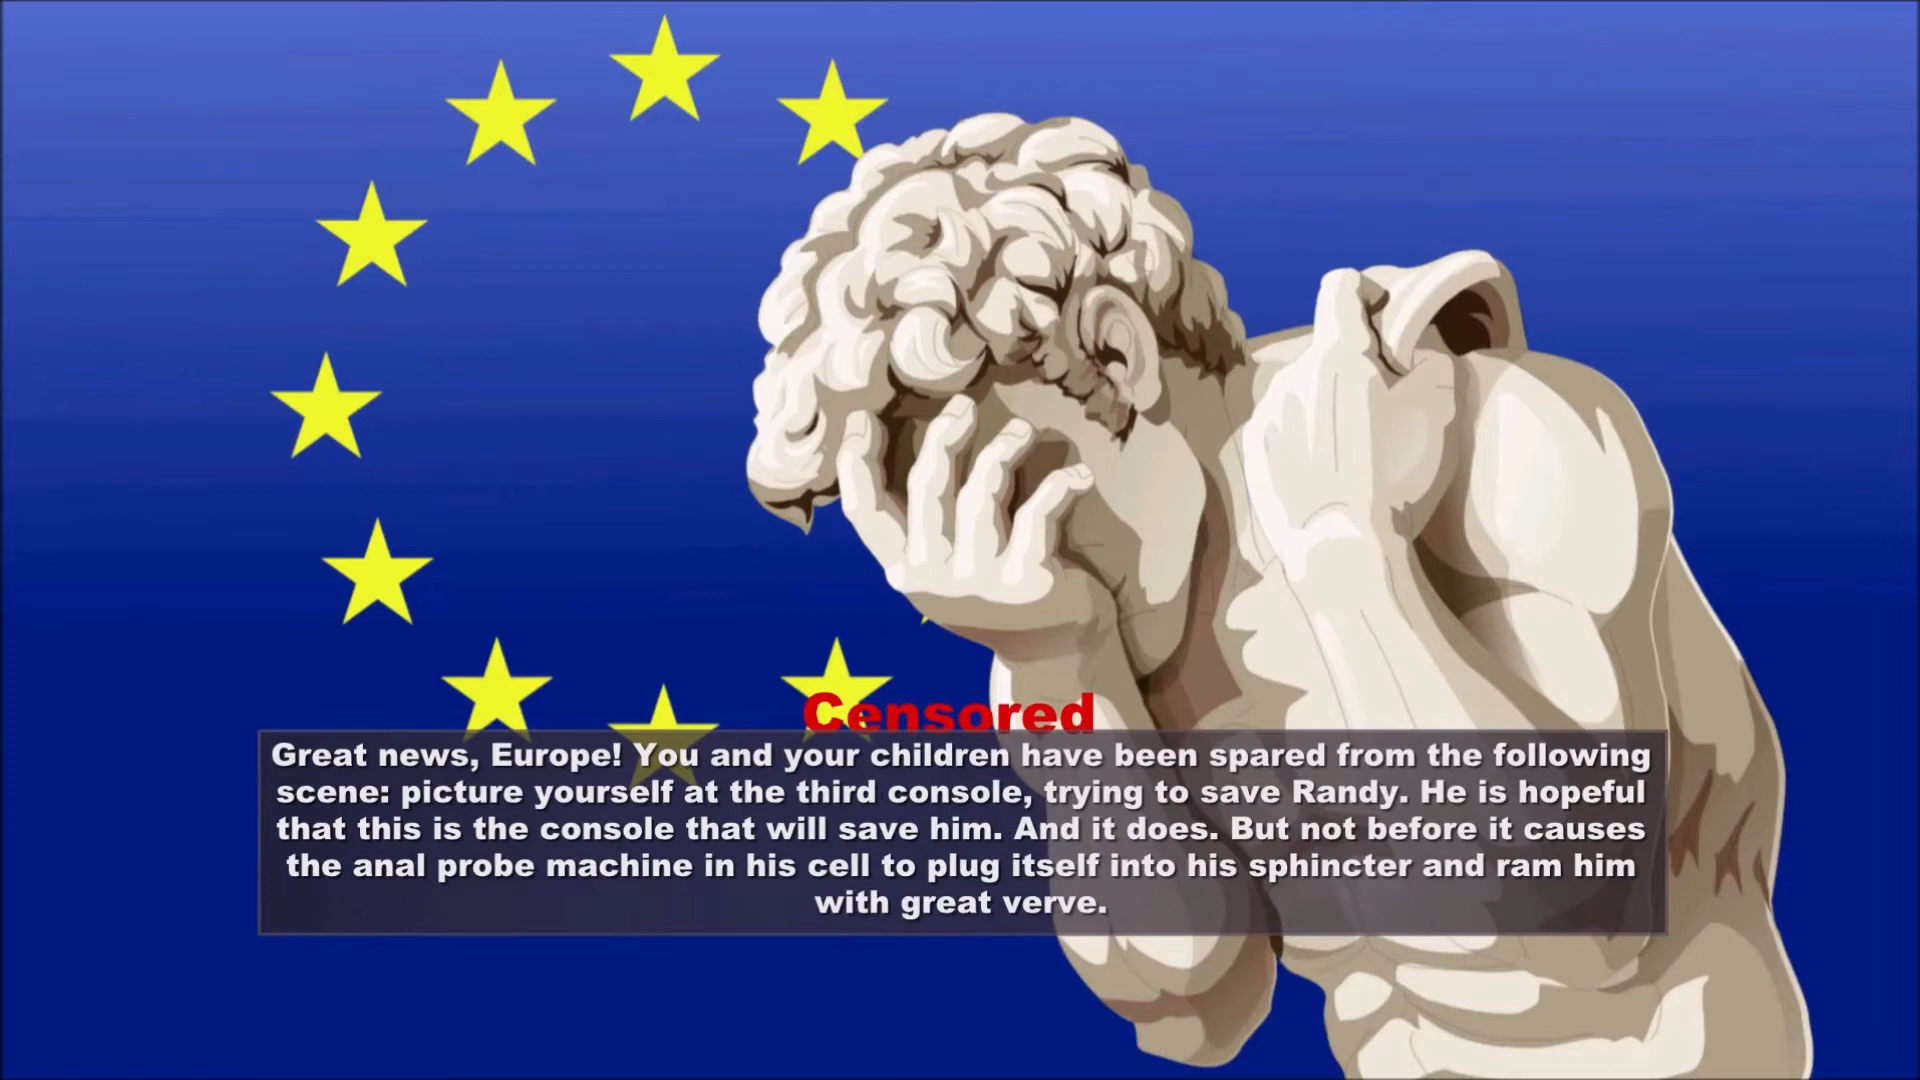 Censored
Great news, Europe! You and your children have been spared from the following
scene: picture yourself at the third console, trying to save Randy. He is hopeful
that this is the console that will save him. And it does. But not before it causes
the anal probe machine in his cell to plug itself into his sphincter and ram him
with great verve.